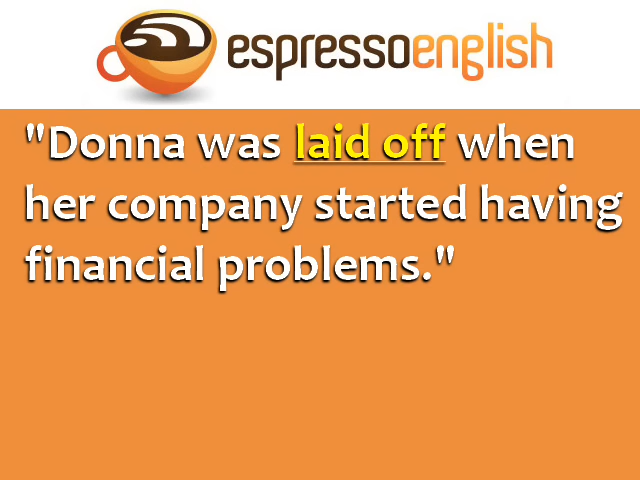 espressoenglish
"Donna was laid off when
her company started having
financial problems."